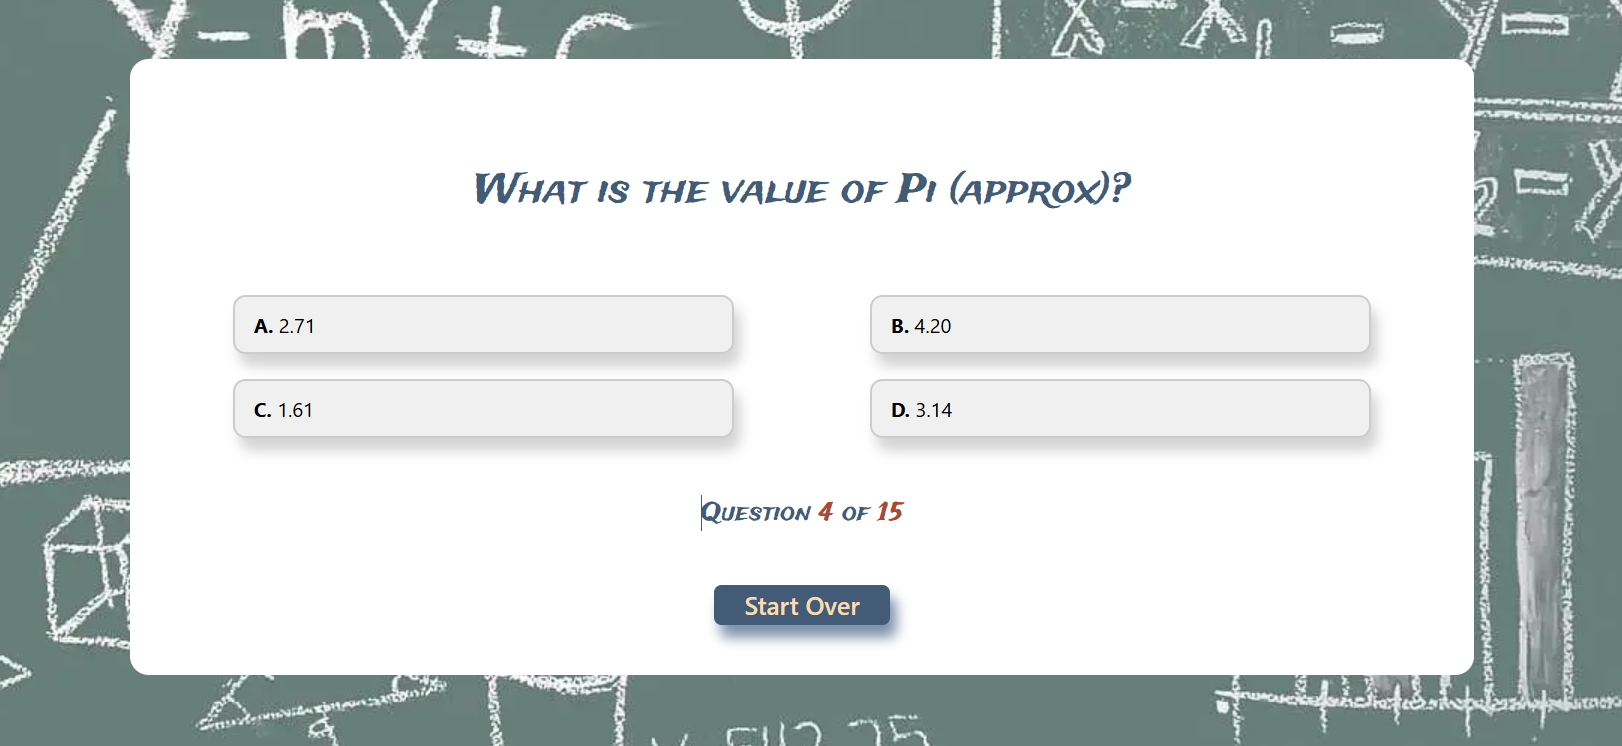 y-mx+c
What is the value of Pi (approx)?
A. 2.71
B. 4.20
C. 1.61
D. 3.14
Question 4 of 15
Start Over